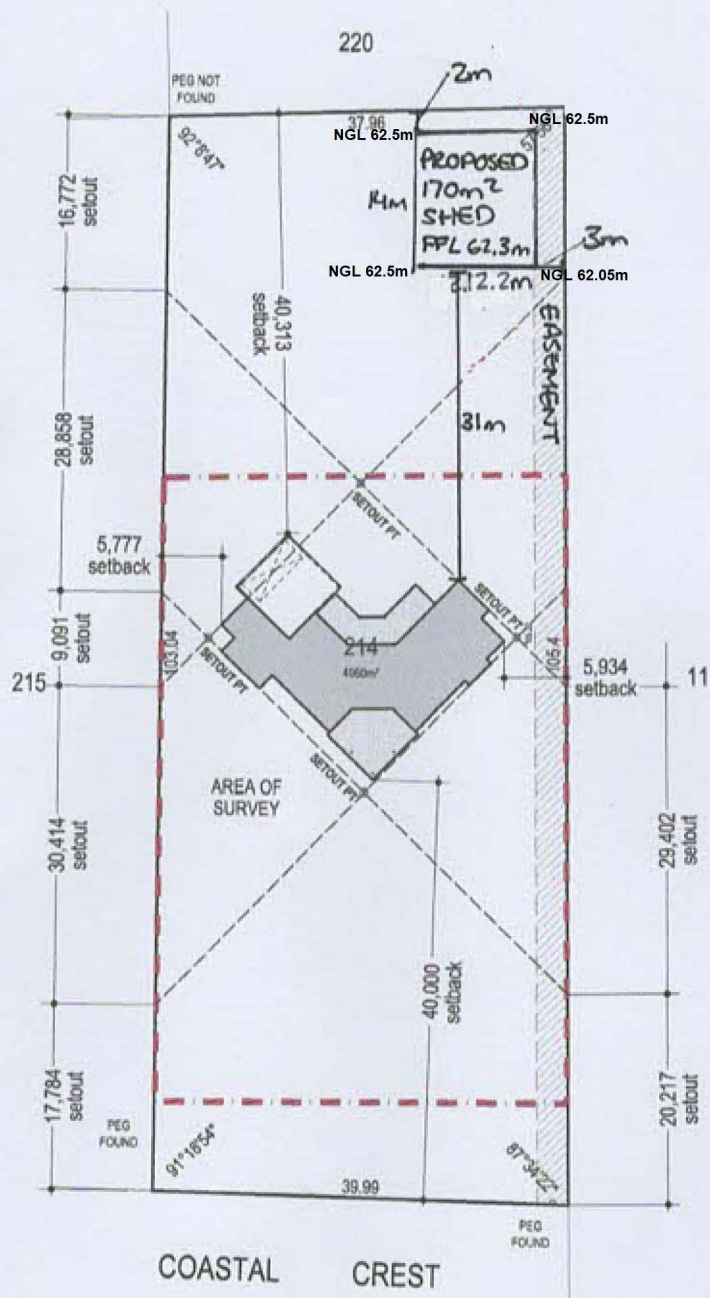 220
2m
PEG NOT
FOUND
37.96
NGL 62.5m
NGL 62.5m
92°8'47"
PROPOSED
170m²
SHED
FFL 62.3m
14m
16,772
setout
3m
NGL 62.5m
NGL 62.05m
12.2m
40,313
setback
EASEMENT
28,858
setout
31m
SETOUT PT
5,777
setback
SETOUT PT
9,091
setout
103.04
214
4060m²
105.4
215
11
SETOUT PT
5,934
setback
SETOUT PT
AREA OF
SURVEY
30,414
setout
29,402
setout
40,000
setback
17,784
setout
20,217
setout
PEG
FOUND
91°18'54"
87°34'22"
39.99
PEG
FOUND
COASTAL CREST